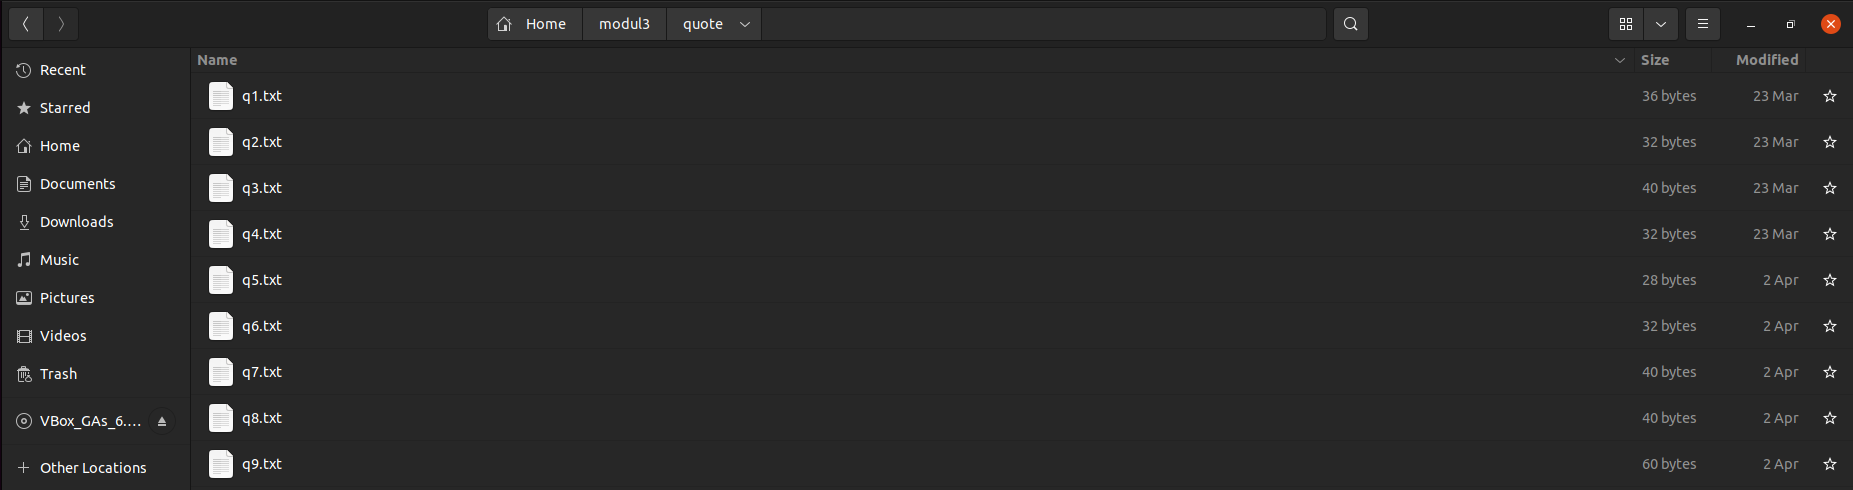 Home modul3 quote
Name Size Modified
Recent
Starred
Home
Documents
Downloads
Music
Pictures
Videos
Trash
VBox_GAs_6....
Other Locations
q1.txt 36 bytes 23 Mar
q2.txt 32 bytes 23 Mar
q3.txt 40 bytes 23 Mar
q4.txt 32 bytes 23 Mar
q5.txt 28 bytes 2 Apr
q6.txt 32 bytes 2 Apr
q7.txt 40 bytes 2 Apr
q8.txt 40 bytes 2 Apr
q9.txt 60 bytes 2 Apr